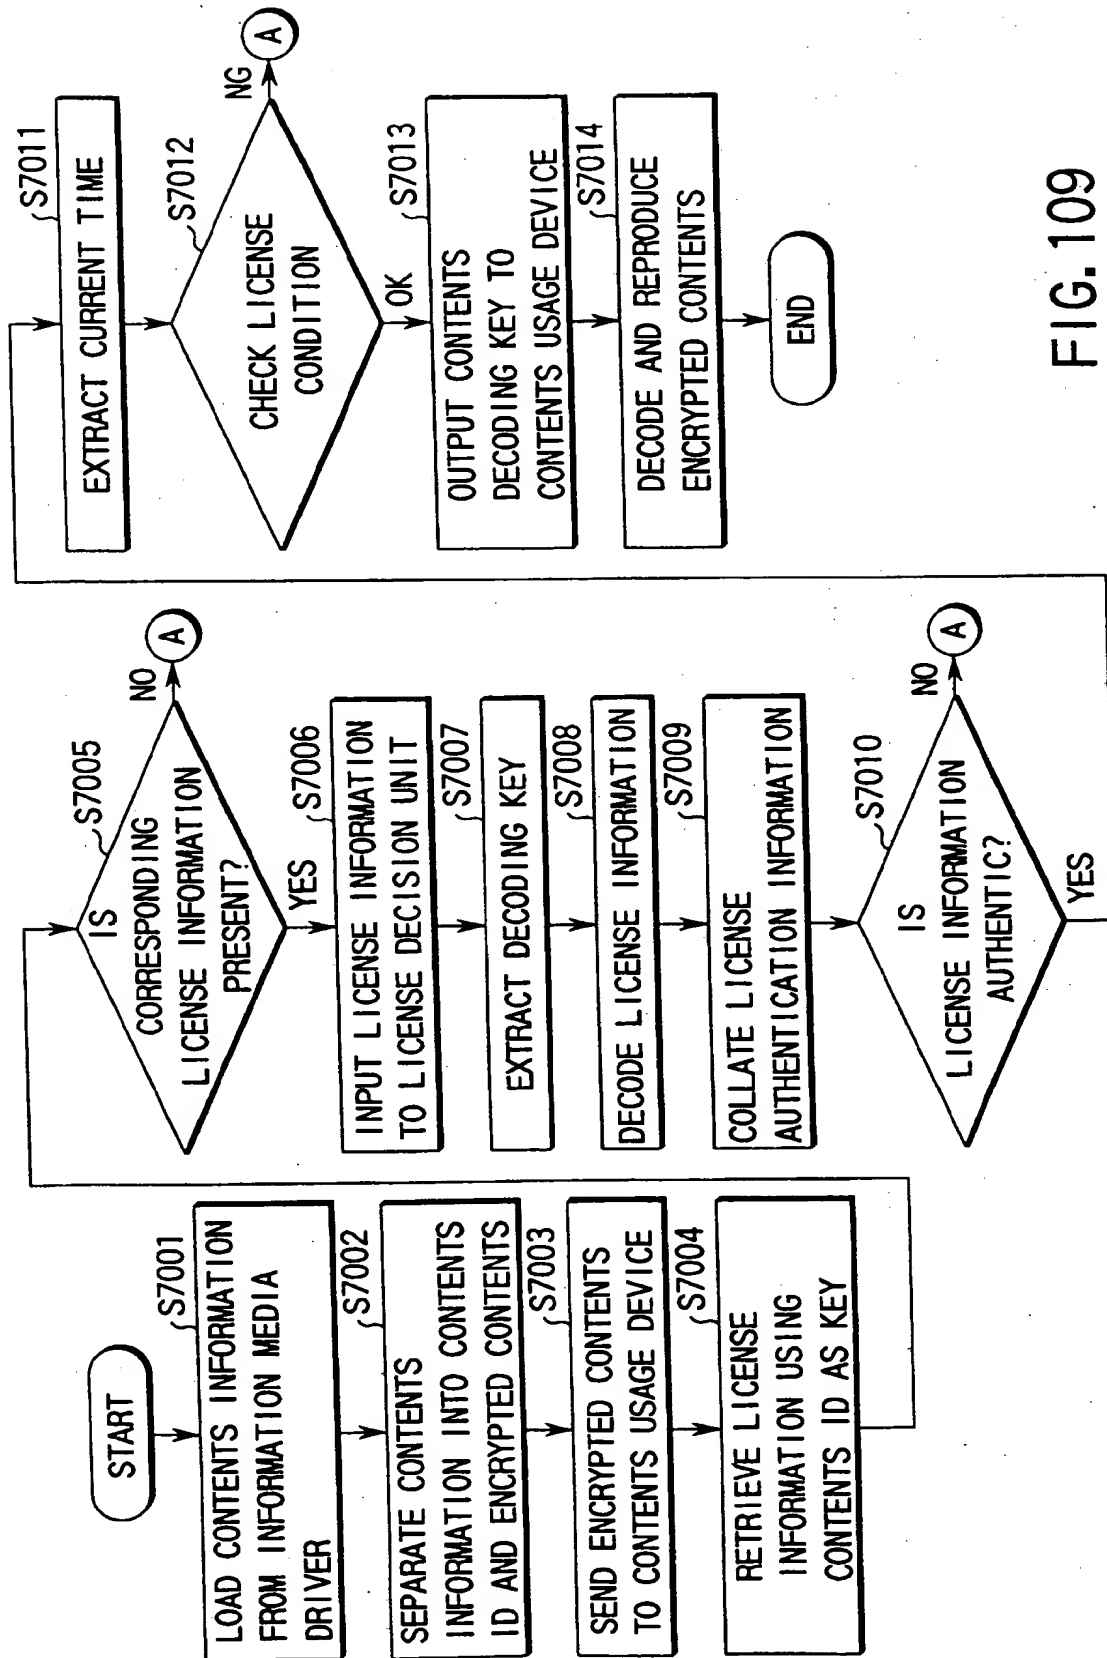 START
S7001
LOAD CONTENTS INFORMATION
FROM INFORMATION MEDIA
DRIVER
S7002
SEPARATE CONTENTS
INFORMATION INTO CONTENTS
ID AND ENCRYPTED CONTENTS
S7003
SEND ENCRYPTED CONTENTS
TO CONTENTS USAGE DEVICE
S7004
RETRIEVE LICENSE
INFORMATION USING
CONTENTS ID AS KEY
S7005
IS
CORRESPONDING
LICENSE INFORMATION
PRESENT?
NO
A
YES
S7006
INPUT LICENSE INFORMATION
TO LICENSE DECISION UNIT
S7007
EXTRACT DECODING KEY
S7008
DECODE LICENSE INFORMATION
S7009
COLLATE LICENSE
AUTHENTICATION INFORMATION
S7010
IS
LICENSE INFORMATION
AUTHENTIC?
NO
A
YES
S7011
EXTRACT CURRENT TIME
S7012
CHECK LICENSE
CONDITION
NG
A
OK
S7013
OUTPUT CONTENTS
DECODING KEY TO
CONTENTS USAGE DEVICE
S7014
DECODE AND REPRODUCE
ENCRYPTED CONTENTS
END
FIG. 109